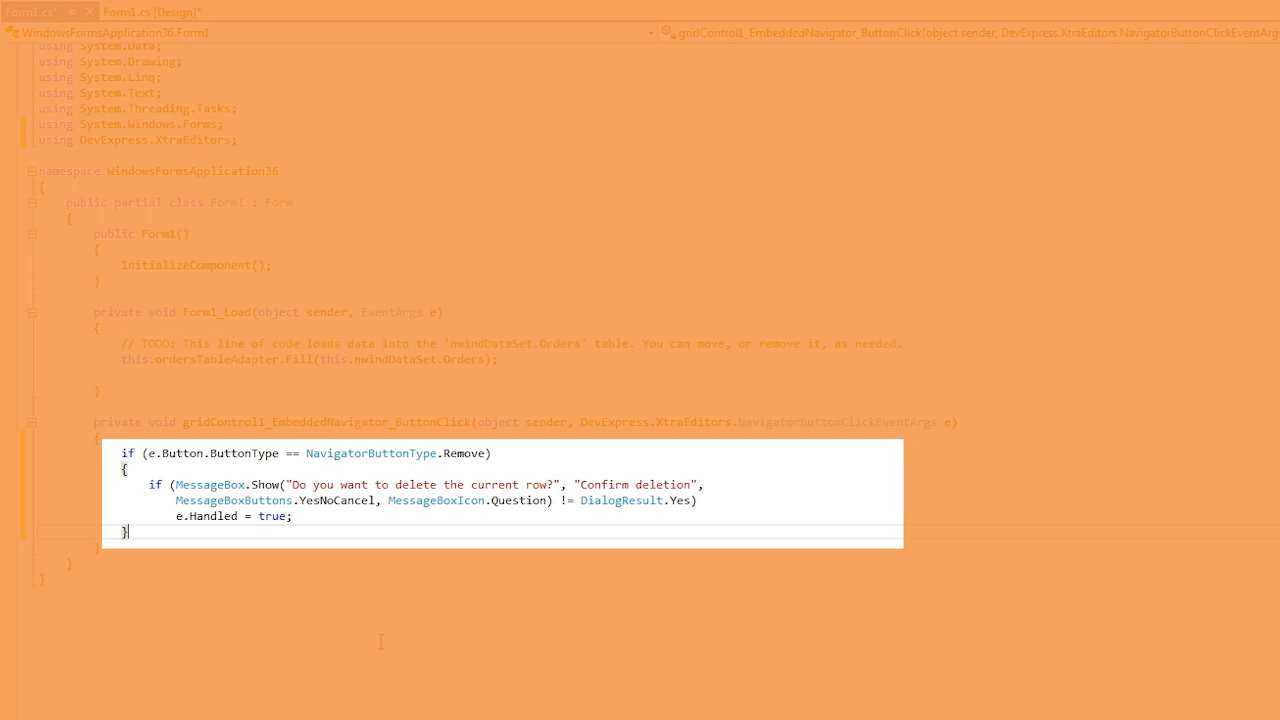 Form1.cs*
Form1.cs [Design]*
WindowsFormsApplication36.Form1
gridControl1_EmbeddedNavigator_ButtonClick(object sender, DevExpress.XtraEditors.NavigatorButtonClickEventArgs
using System.Data;
using System.Drawing;
using System.Linq;
using System.Text;
using System.Threading.Tasks;
using System.Windows.Forms;
using DevExpress.XtraEditors;
namespace WindowsFormsApplication36
{
public partial class Form1 : Form
{
public Form1()
{
InitializeComponent();
}
private void Form1_Load(object sender, EventArgs e)
{
// TODO: This line of code loads data into the 'nwindDataSet.Orders' table. You can move, or remove it, as needed.
this.ordersTableAdapter.Fill(this.nwindDataSet.Orders);
}
private void gridControl1_EmbeddedNavigator_ButtonClick(object sender, DevExpress.XtraEditors.NavigatorButtonClickEventArgs e)
{
if (e.Button.ButtonType == NavigatorButtonType.Remove)
{
if (MessageBox.Show("Do you want to delete the current row?", "Confirm deletion",
MessageBoxButtons.YesNoCancel, MessageBoxIcon.Question) != DialogResult.Yes)
e.Handled = true;
}
}
}
}